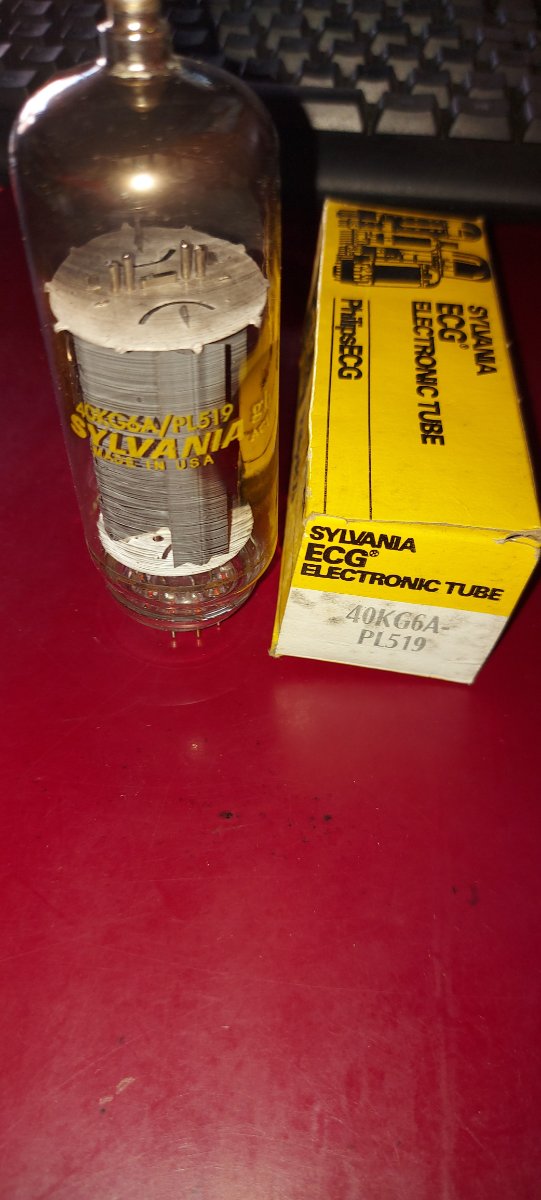 40KG6A/PL519
SYLVANIA
MADE IN USA
SYLVANIA
ECG®
ELECTRONIC TUBE
PhilipsECG
SYLVANIA
ECG®
ELECTRONIC TUBE
40KG6A-
PL519